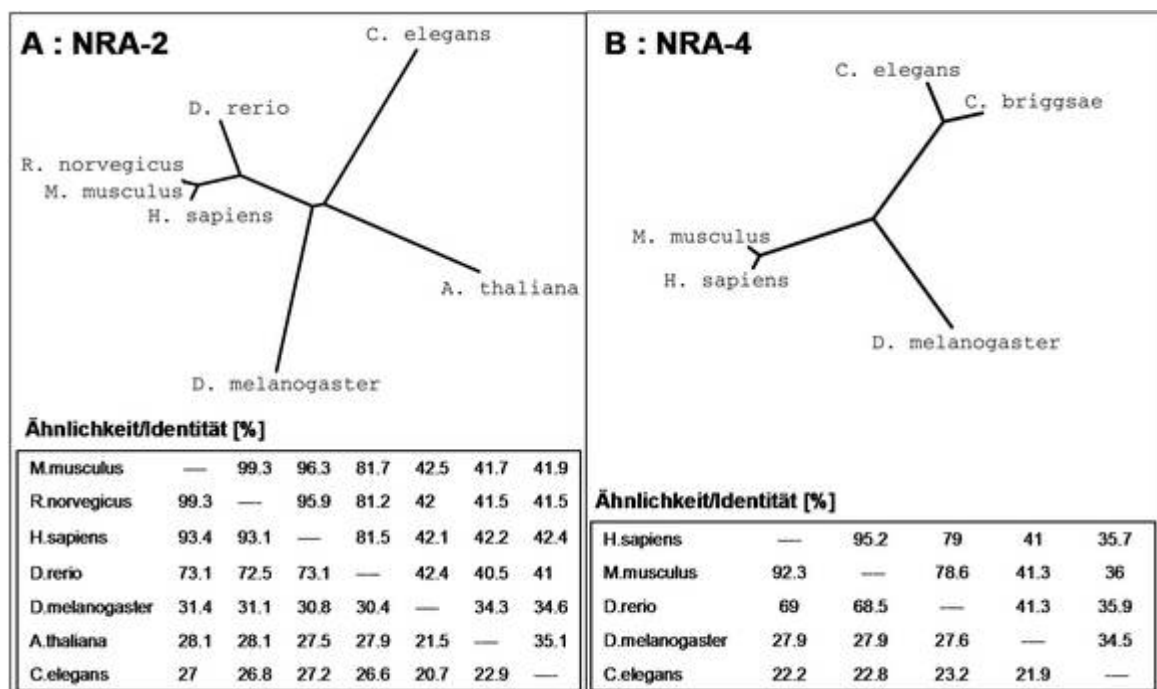 A : NRA-2
C. elegans
D. rerio
R. norvegicus
M. musculus
H. sapiens
A. thaliana
D. melanogaster
Ähnlichkeit/Identität [%]
M.musculus — 99.3 96.3 81.7 42.5 41.7 41.9
R.norvegicus 99.3 — 95.9 81.2 42 41.5 41.5
H.sapiens 93.4 93.1 — 81.5 42.1 42.2 42.4
D.rerio 73.1 72.5 73.1 — 42.4 40.5 41
D.melanogaster 31.4 31.1 30.8 30.4 — 34.3 34.6
A.thaliana 28.1 28.1 27.5 27.9 21.5 — 35.1
C.elegans 27 26.8 27.2 26.6 20.7 22.9 —
B : NRA-4
C. elegans
C. briggsae
M. musculus
H. sapiens
D. melanogaster
Ähnlichkeit/Identität [%]
H.sapiens — 95.2 79 41 35.7
M.musculus 92.3 — 78.6 41.3 36
D.rerio 69 68.5 — 41.3 35.9
D.melanogaster 27.9 27.9 27.6 — 34.5
C.elegans 22.2 22.8 23.2 21.9 —